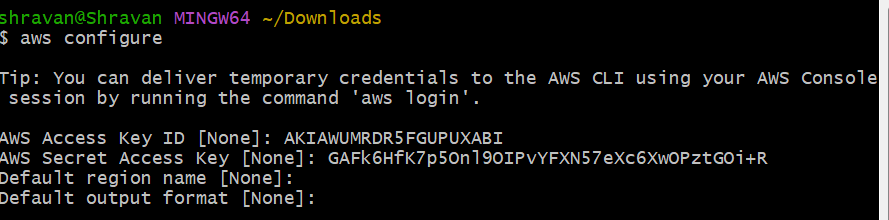 shravan@Shravan MINGW64 ~/Downloads
$ aws configure
Tip: You can deliver temporary credentials to the AWS CLI using your AWS Console
session by running the command 'aws login'.
AWS Access Key ID [None]: AKIAWUMRDR5FGUPUXABI
AWS Secret Access Key [None]: GAFk6HfK7p5Onl9OIPvYFXN57eXc6XwOPztGOi+R
Default region name [None]:
Default output format [None]: